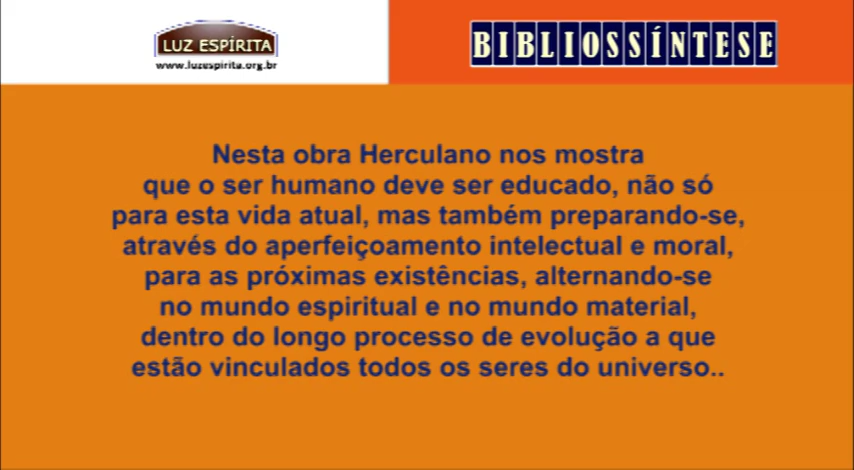 LUZ ESPÍRITA
www.luzespirita.org.br
BIBLIOSSÍNTESE
Nesta obra Herculano nos mostra
que o ser humano deve ser educado, não só
para esta vida atual, mas também preparando-se,
através do aperfeiçoamento intelectual e moral,
para as próximas existências, alternando-se
no mundo espiritual e no mundo material,
dentro do longo processo de evolução a que
estão vinculados todos os seres do universo..